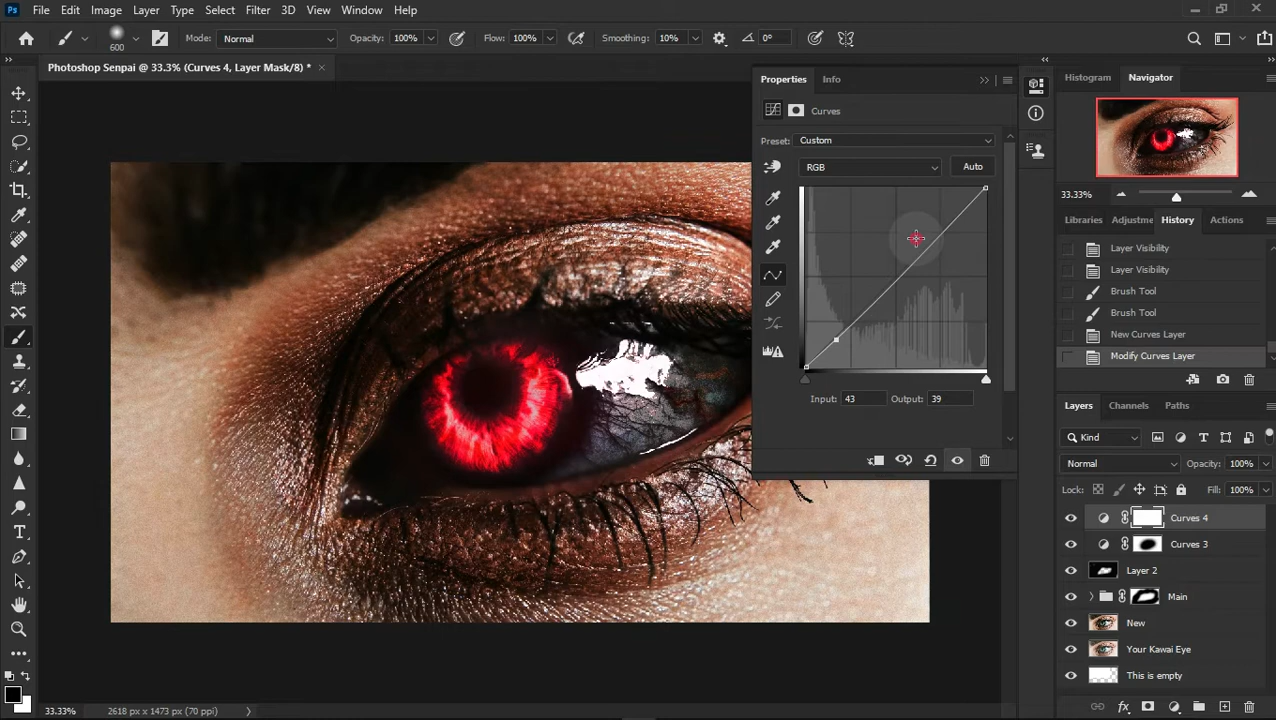 Ps File Edit Image Layer Type Select Filter 3D View Window Help
600 Mode: Normal Opacity: 100% Flow: 100% Smoothing: 10% 0°
Photoshop Senpai @ 33.3% (Curves 4, Layer Mask/8) *
Properties Info
Curves
Preset: Custom
RGB Auto
Input: 43 Output: 39
Histogram Navigator
33.33%
Libraries Adjustme History Actions
Layer Visibility
Layer Visibility
Brush Tool
Brush Tool
New Curves Layer
Modify Curves Layer
Layers Channels Paths
Kind
Normal Opacity: 100%
Lock: Fill: 100%
Curves 4
Curves 3
Layer 2
Main
New
Your Kawai Eye
This is empty
33.33% 2618 px x 1473 px (70 ppi)